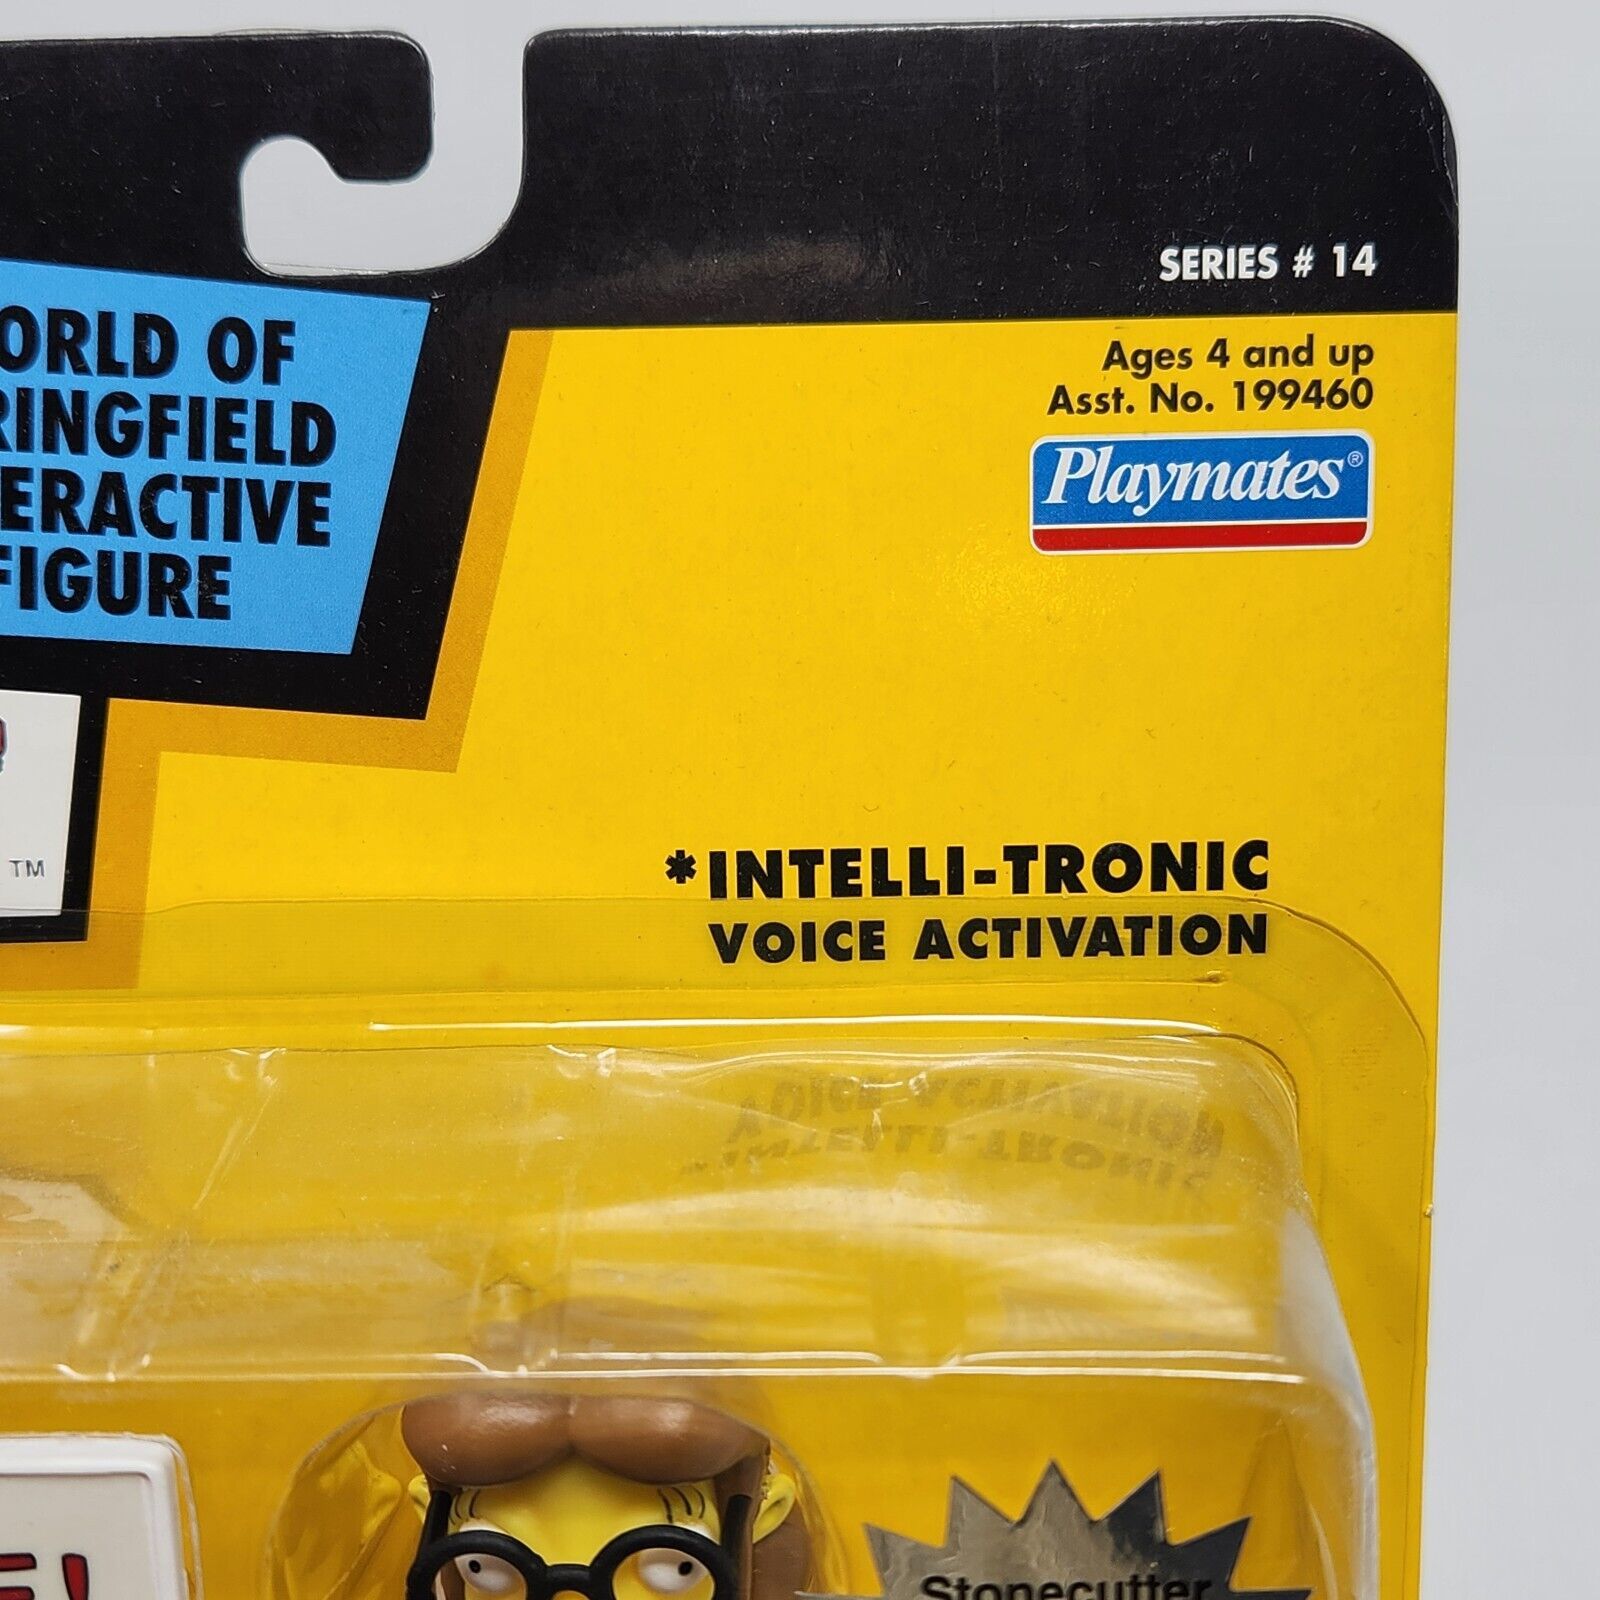 SERIES # 14
Ages 4 and up
Asst. No. 199460
Playmates®
ORLD OF
RINGFIELD
ERACTIVE
FIGURE
TM
*INTELLI-TRONIC
VOICE ACTIVATION
E!
Stonecutter